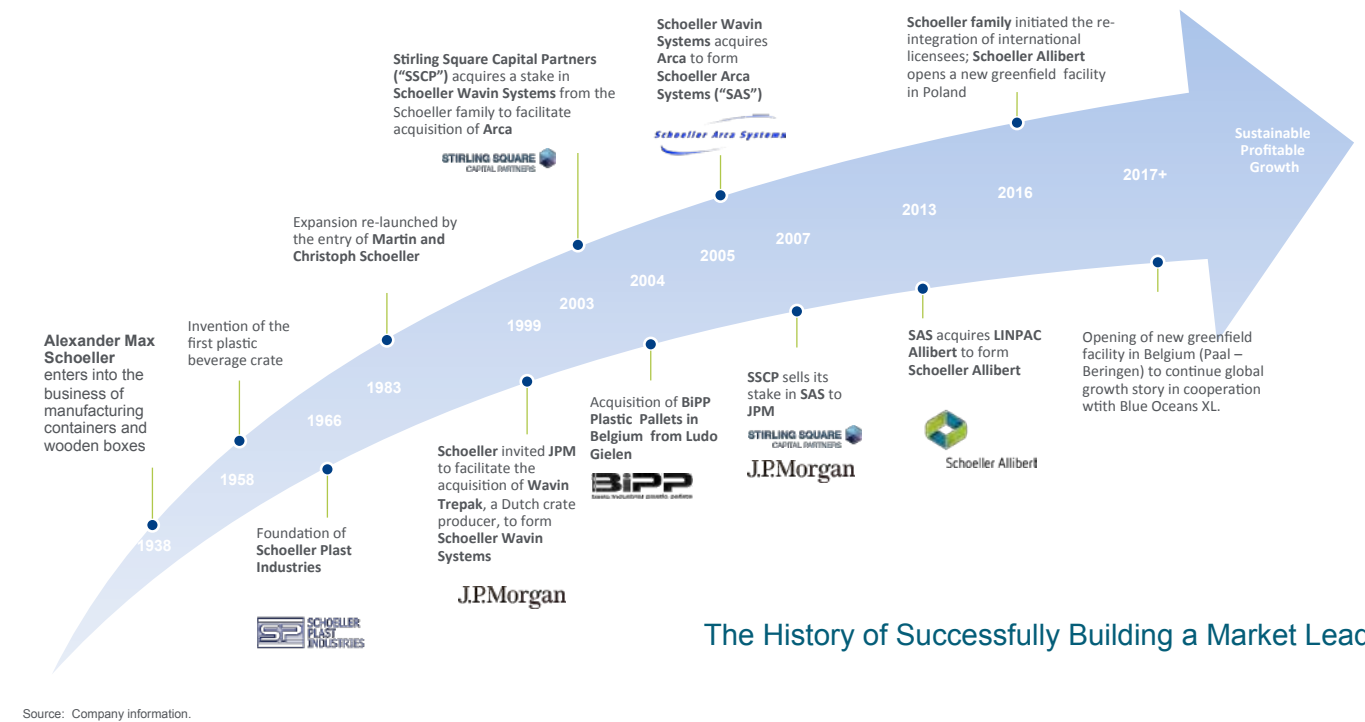 Alexander Max
Schoeller
enters into the
business of
manufacturing
containers and
wooden boxes
1938
Invention of the
first plastic
beverage crate
1958
Foundation of
Schoeller Plast
Industries
SP SCHOELLER
PLAST
INDUSTRIES
1966
Expansion re-launched by
the entry of Martin and
Christoph Schoeller
1983
Schoeller invited JPM
to facilitate the
acquisition of Wavin
Trepak, a Dutch crate
producer, to form
Schoeller Wavin
Systems
J.P.Morgan
1999
Stirling Square Capital Partners
("SSCP") acquires a stake in
Schoeller Wavin Systems from the
Schoeller family to facilitate
acquisition of Arca
STIRLING SQUARE
CAPITAL PARTNERS
2003
Acquisition of BiPP
Plastic Pallets in
Belgium from Ludo
Gielen
BiPP
2004
Schoeller Wavin
Systems acquires
Arca to form
Schoeller Arca
Systems ("SAS")
Schoeller Arca Systems
2005
SSCP sells its
stake in SAS to
JPM
STIRLING SQUARE
CAPITAL PARTNERS
J.P.Morgan
2007
SAS acquires LINPAC
Allibert to form
Schoeller Allibert
Schoeller Allibert
2013
Schoeller family initiated the re-
integration of international
licensees; Schoeller Allibert
opens a new greenfield facility
in Poland
2016
Opening of new greenfield
facility in Belgium (Paal –
Beringen) to continue global
growth story in cooperation
wtith Blue Oceans XL.
2017+
Sustainable
Profitable
Growth
The History of Successfully Building a Market Lead
Source: Company information.